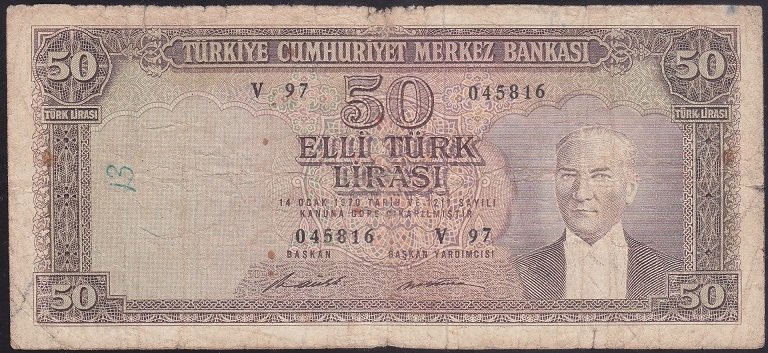 50 TÜRKİYE CUMHURİYET MERKEZ BANKASI 50
V 97 50 045816
TÜRK LİRASI TÜRK LİRASI
ELLİ TÜRK
LİRASI
13
14 OCAK 1970 TARİH VE 1211 SAYILI
KANUNA GÖRE ÇIKARILMIŞTIR
045816 V 97
BAŞKAN BAŞKAN YARDIMCISI
50 50